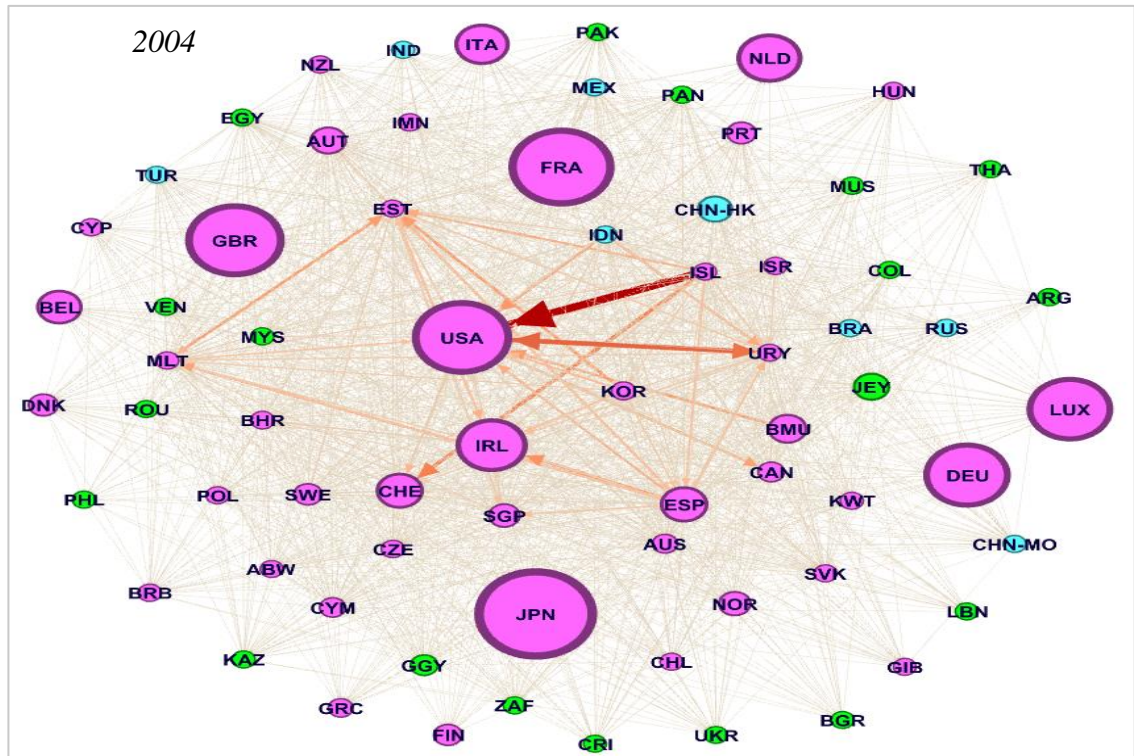 2004
PAK
ITA
IND
NLD
NZL
MEX
PAN
HUN
EGY
IMN
PRT
AUT
FRA
THA
TUR
MUS
EST
CHN-HK
CYP
GBR
IDN
ISL
ISR
COL
ARG
BEL
VEN
MYS
USA
BRA
RUS
MLT
URY
KOR
JEY
DNK
ROU
LUX
BHR
BMU
IRL
CAN
DEU
PHL
POL
SWE
CHE
ESP
KWT
SGP
CZE
AUS
CHN-MO
ABW
SVK
BRB
CYM
JPN
NOR
LBN
KAZ
GGY
CHL
GIB
GRC
ZAF
FIN
CRI
UKR
BGR